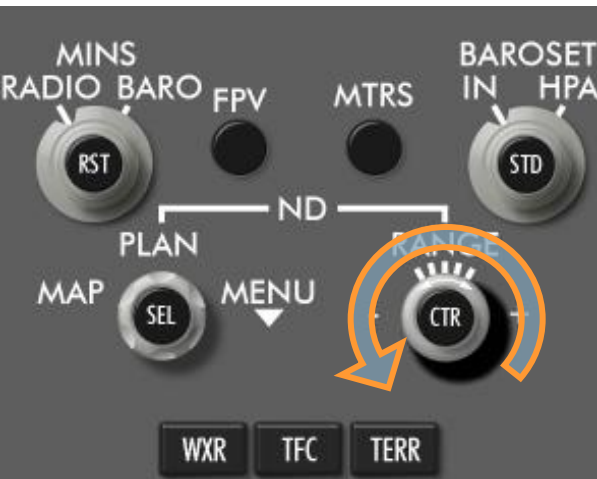 MINS
BAROSET
RADIO BARO
FPV
MTRS
IN HPA
RST
STD
ND
PLAN
RANGE
MAP
MENU
SEL
CTR
WXR
TFC
TERR